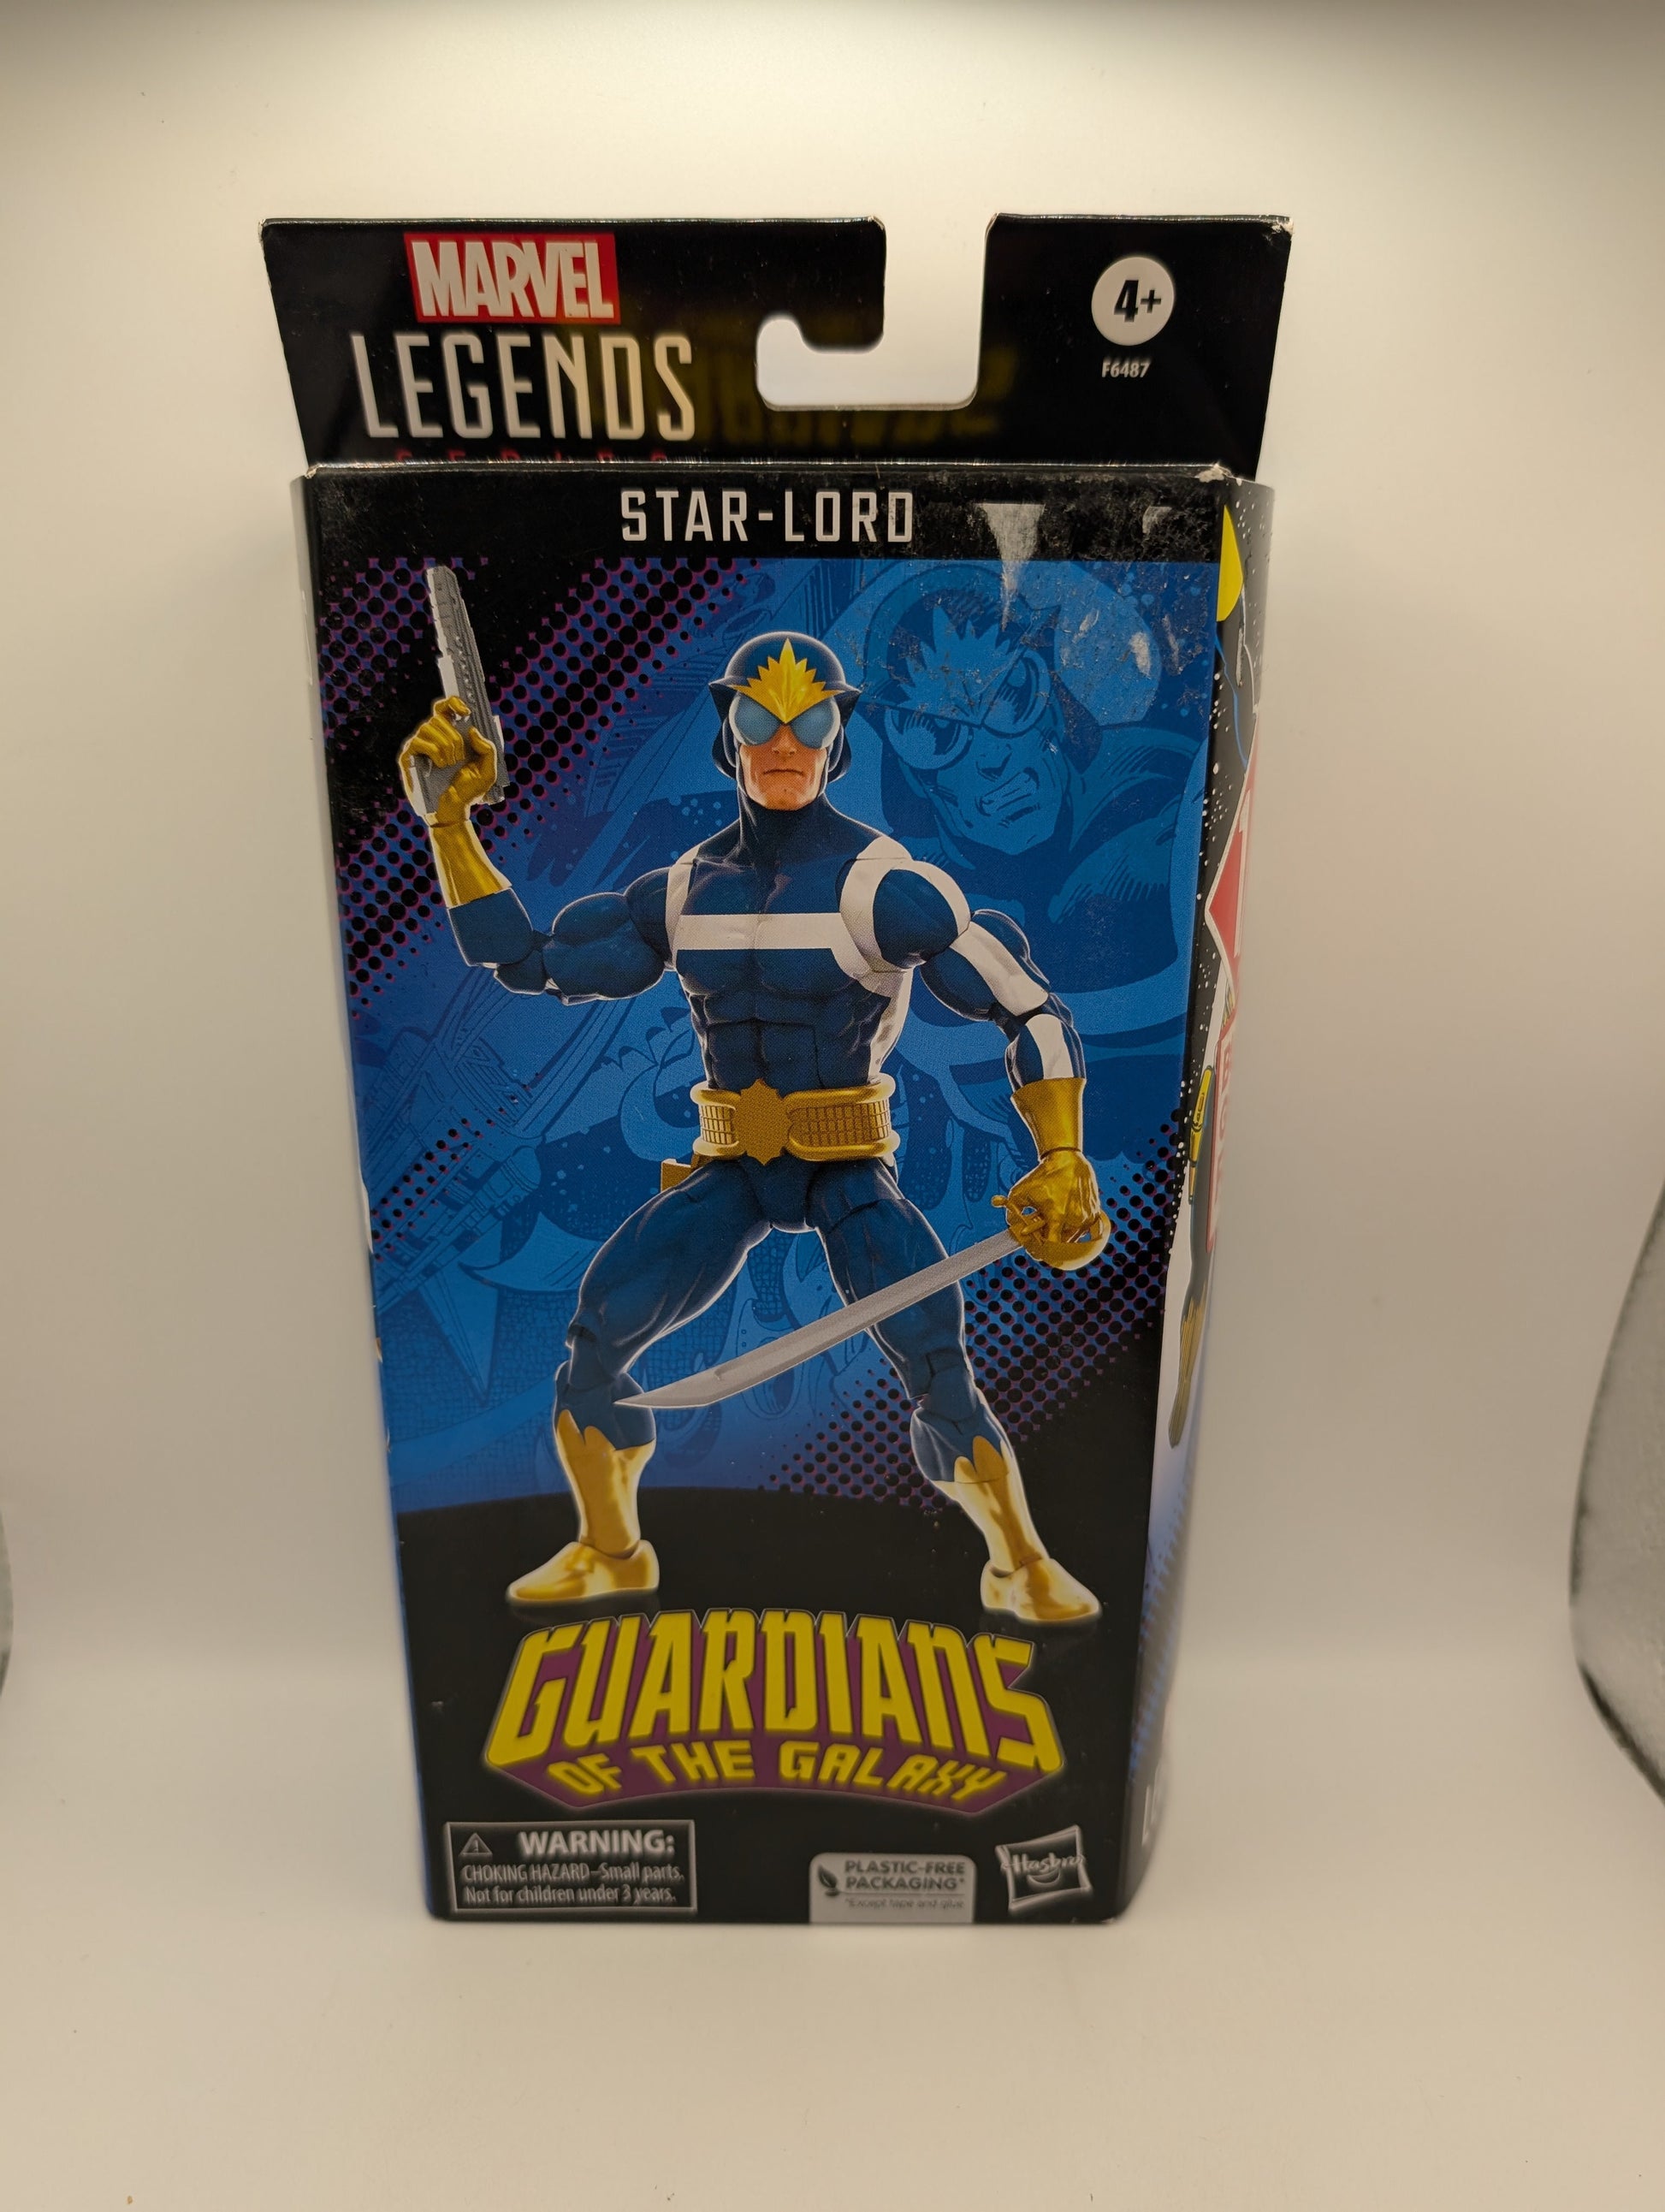 MARVEL
LEGENDS
4+
F6487
STAR-LORD
GUARDIANS
OF THE GALAXY
WARNING:
CHOKING HAZARD–Small parts.
Not for children under 3 years.
PLASTIC-FREE
PACKAGING*
*Except tape and glue
Hasbro